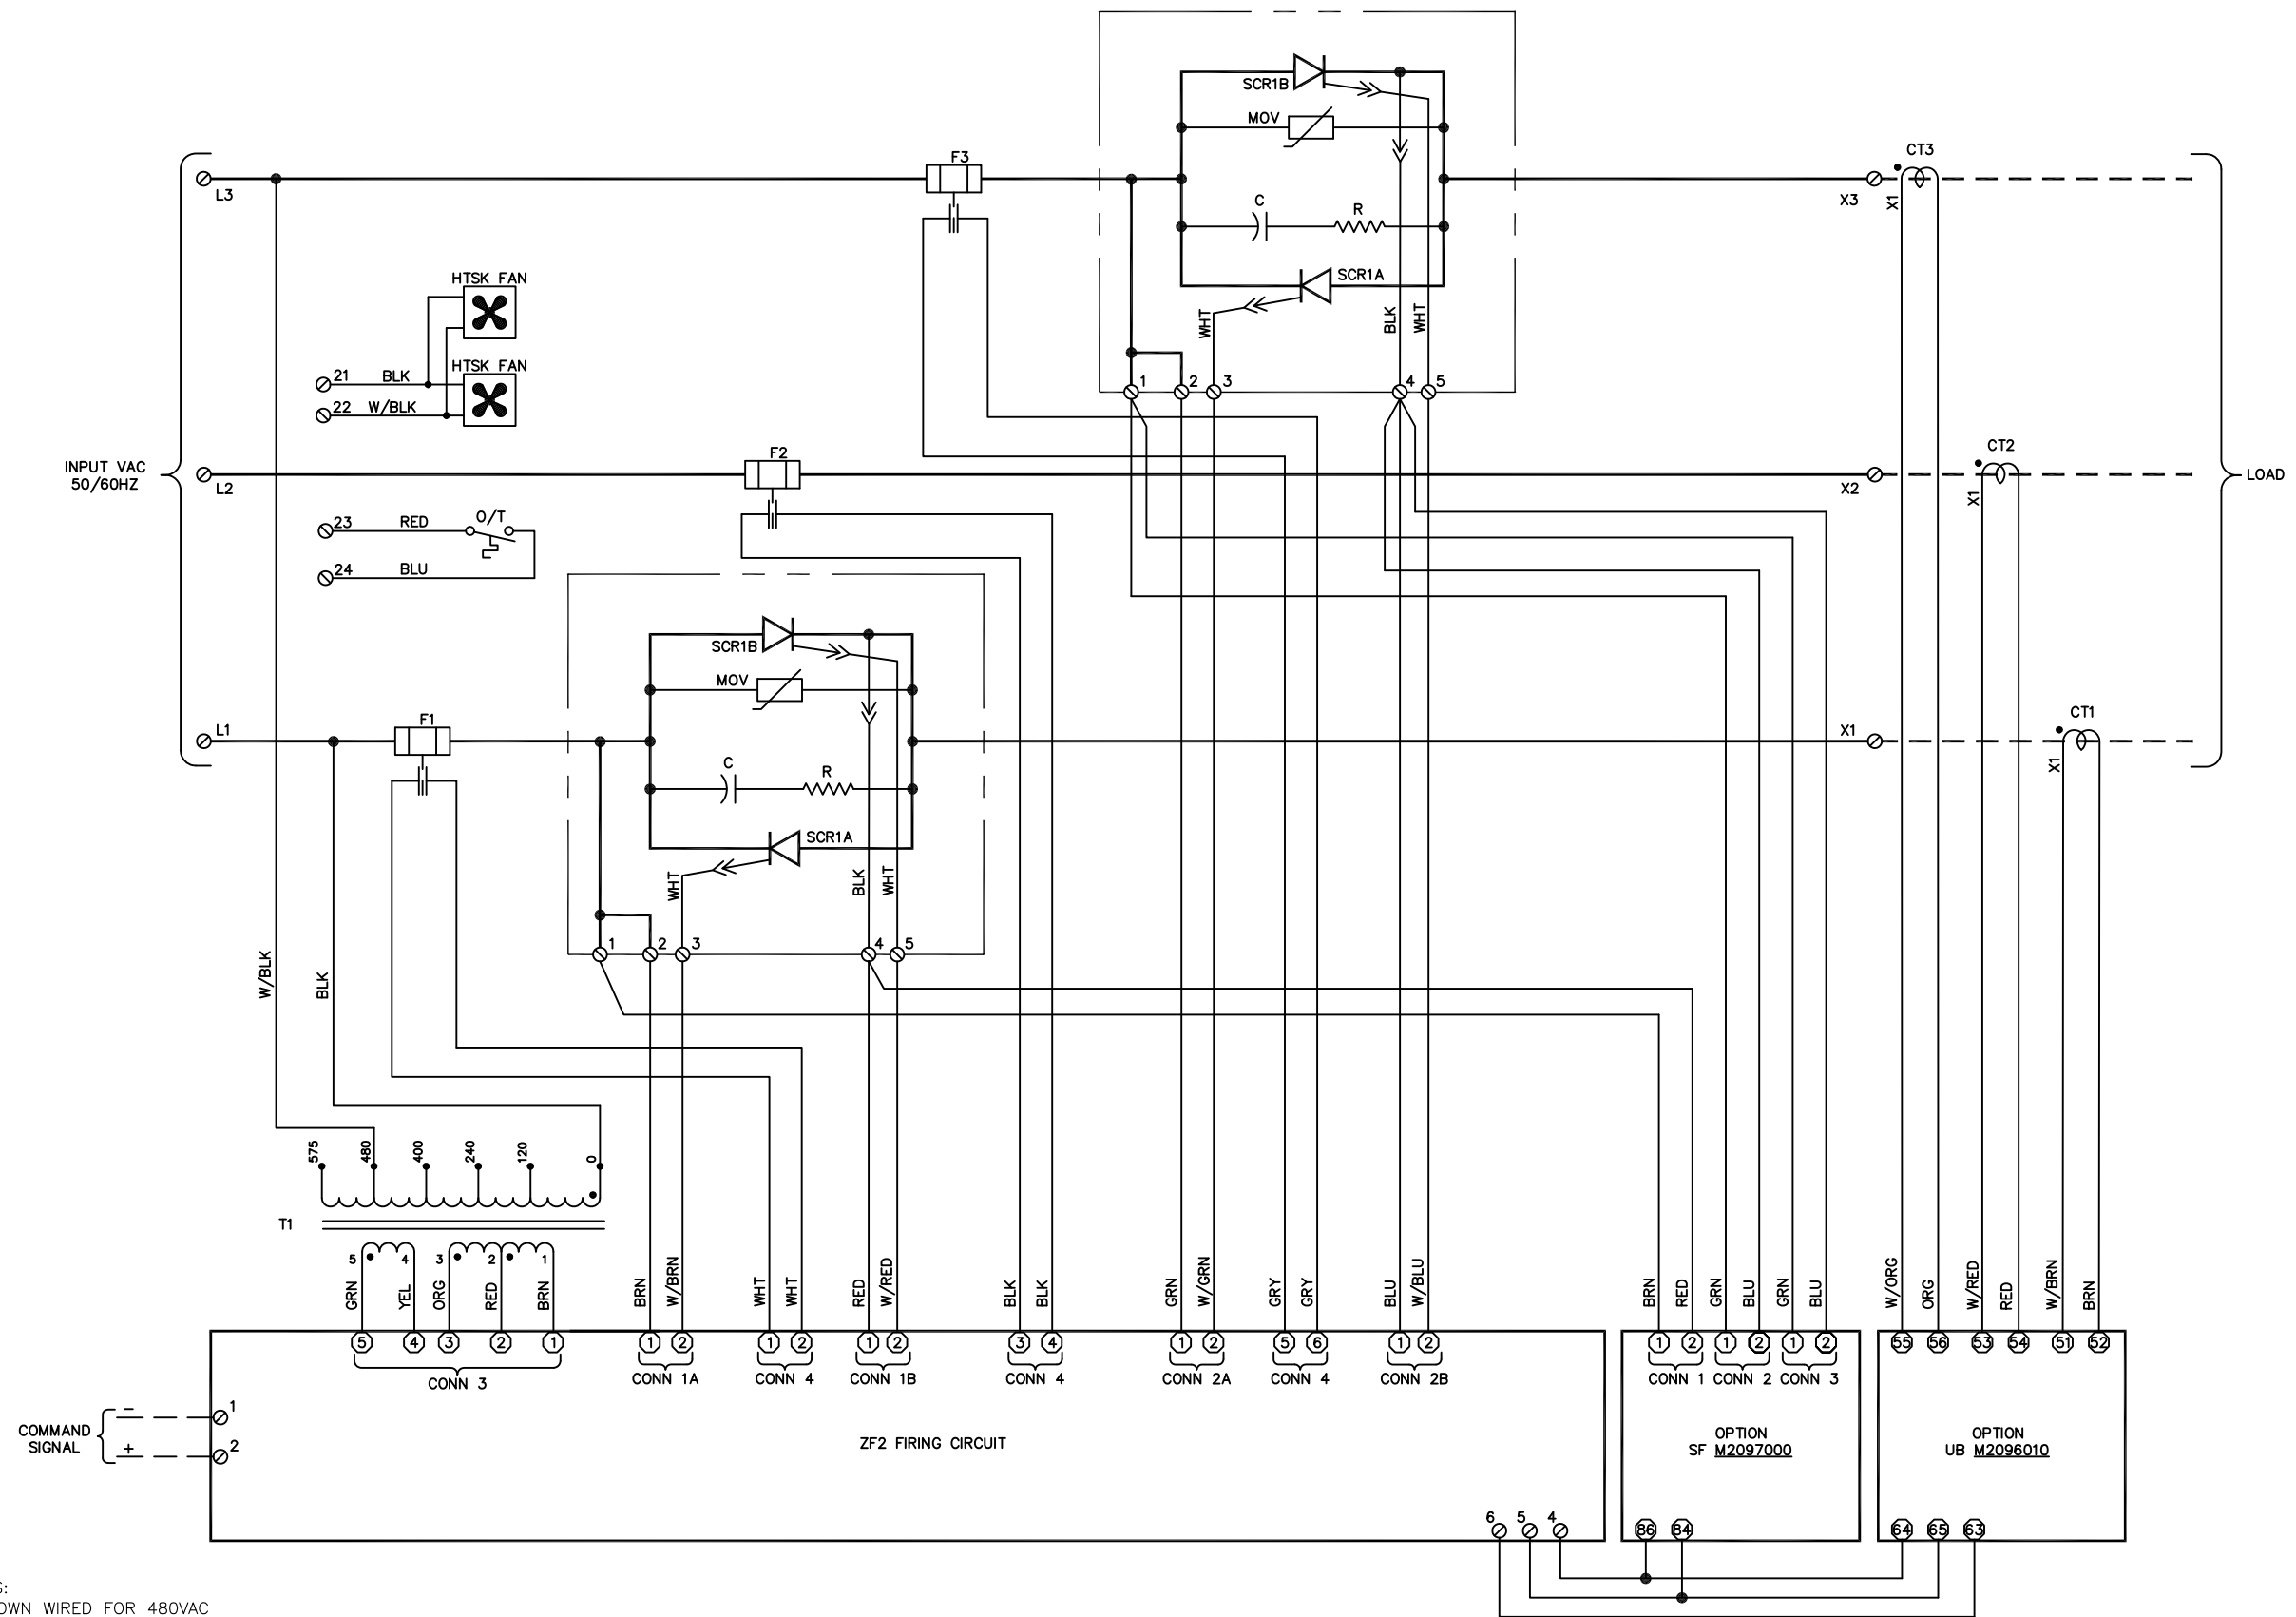 SCR1B
MOV
C R
SCR1A
WHT BLK WHT
1 2 3 4 5
F3
L3
X3
X1
CT3
HTSK FAN
HTSK FAN
21 BLK
22 W/BLK
INPUT VAC
50/60HZ
L2
F2
X2
X1
CT2
LOAD
23 RED O/T
24 BLU
SCR1B
MOV
C R
SCR1A
WHT BLK WHT
1 2 3 4 5
L1
F1
X1
X1
CT1
W/BLK
BLK
575 480 400 240 120 0
T1
5 4 3 2 1
GRN YEL ORG RED BRN
BRN W/BRN WHT WHT RED W/RED BLK BLK GRN W/GRN GRY GRY BLU W/BLU
BRN RED GRN BLU GRN BLU
W/ORG ORG W/RED RED W/BRN BRN
5 4 3 2 1 1 2 1 2 1 2 3 4 1 2 5 6 1 2
1 2 1 2 1 2
55 56 53 54 51 52
CONN 3 CONN 1A CONN 4 CONN 1B CONN 4 CONN 2A CONN 4 CONN 2B
CONN 1 CONN 2 CONN 3
COMMAND
SIGNAL
- 1
+ 2
ZF2 FIRING CIRCUIT
OPTION
SF M2097000
OPTION
UB M2096010
6 5 4
86 84
64 65 63
S:
OWN WIRED FOR 480VAC